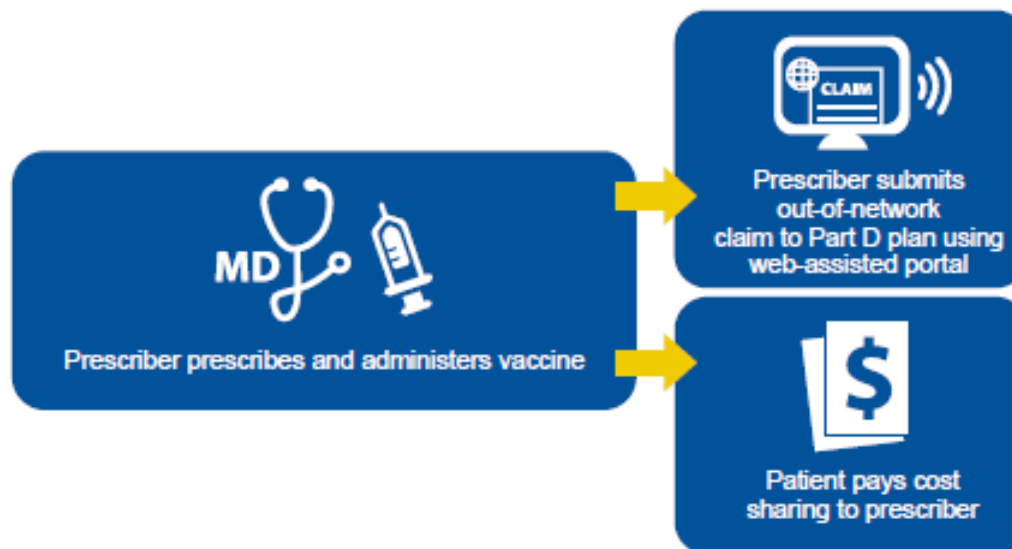 MD
Prescriber prescribes and administers vaccine
CLAIM
Prescriber submits
out-of-network
claim to Part D plan using
web-assisted portal
$
Patient pays cost
sharing to prescriber